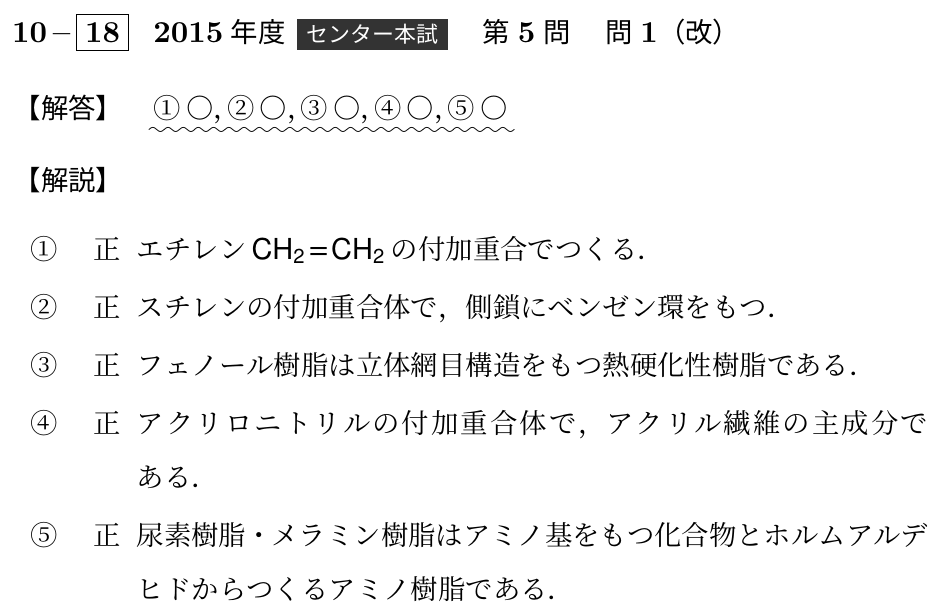 10−18 2015年度 センター本試 第5問 問1（改）
【解答】 ①○,②○,③○,④○,⑤○
【解説】
① 正 エチレンCH₂=CH₂の付加重合でつくる．
② 正 スチレンの付加重合体で，側鎖にベンゼン環をもつ．
③ 正 フェノール樹脂は立体網目構造をもつ熱硬化性樹脂である．
④ 正 アクリロニトリルの付加重合体で，アクリル繊維の主成分で
ある．
⑤ 正 尿素樹脂・メラミン樹脂はアミノ基をもつ化合物とホルムアルデ
ヒドからつくるアミノ樹脂である．